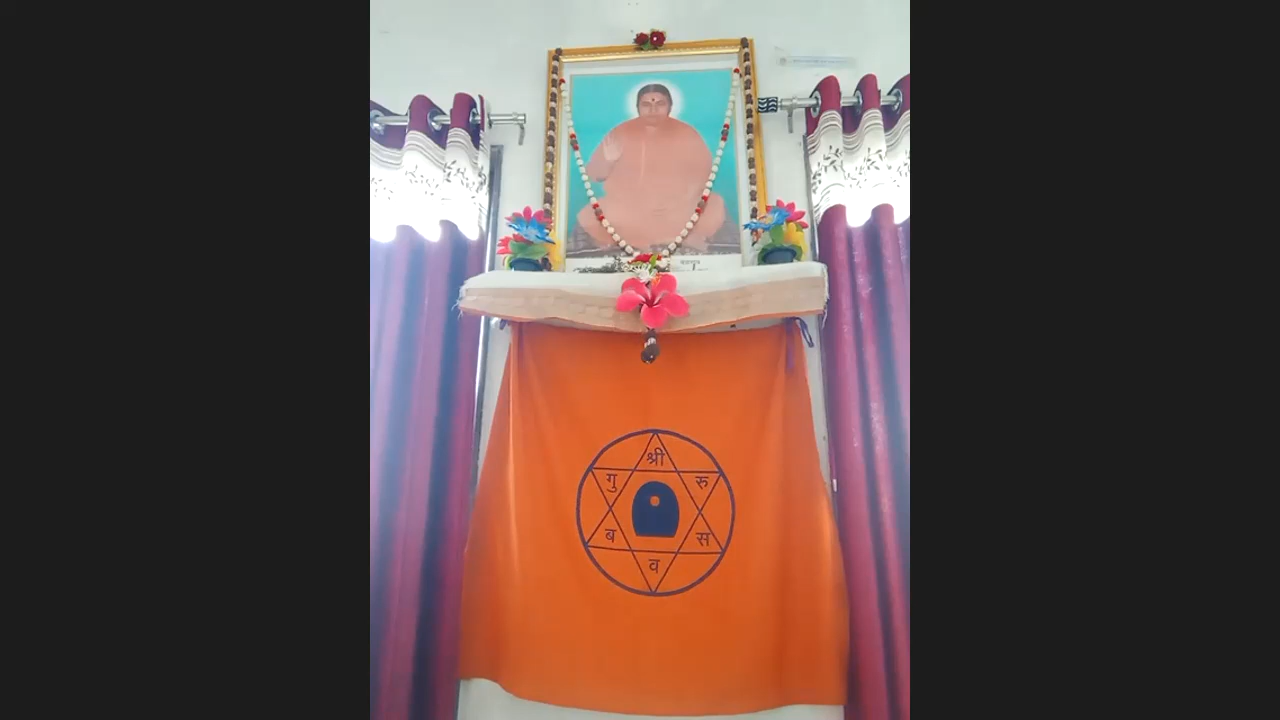 श्री
गु रु
ब स
व